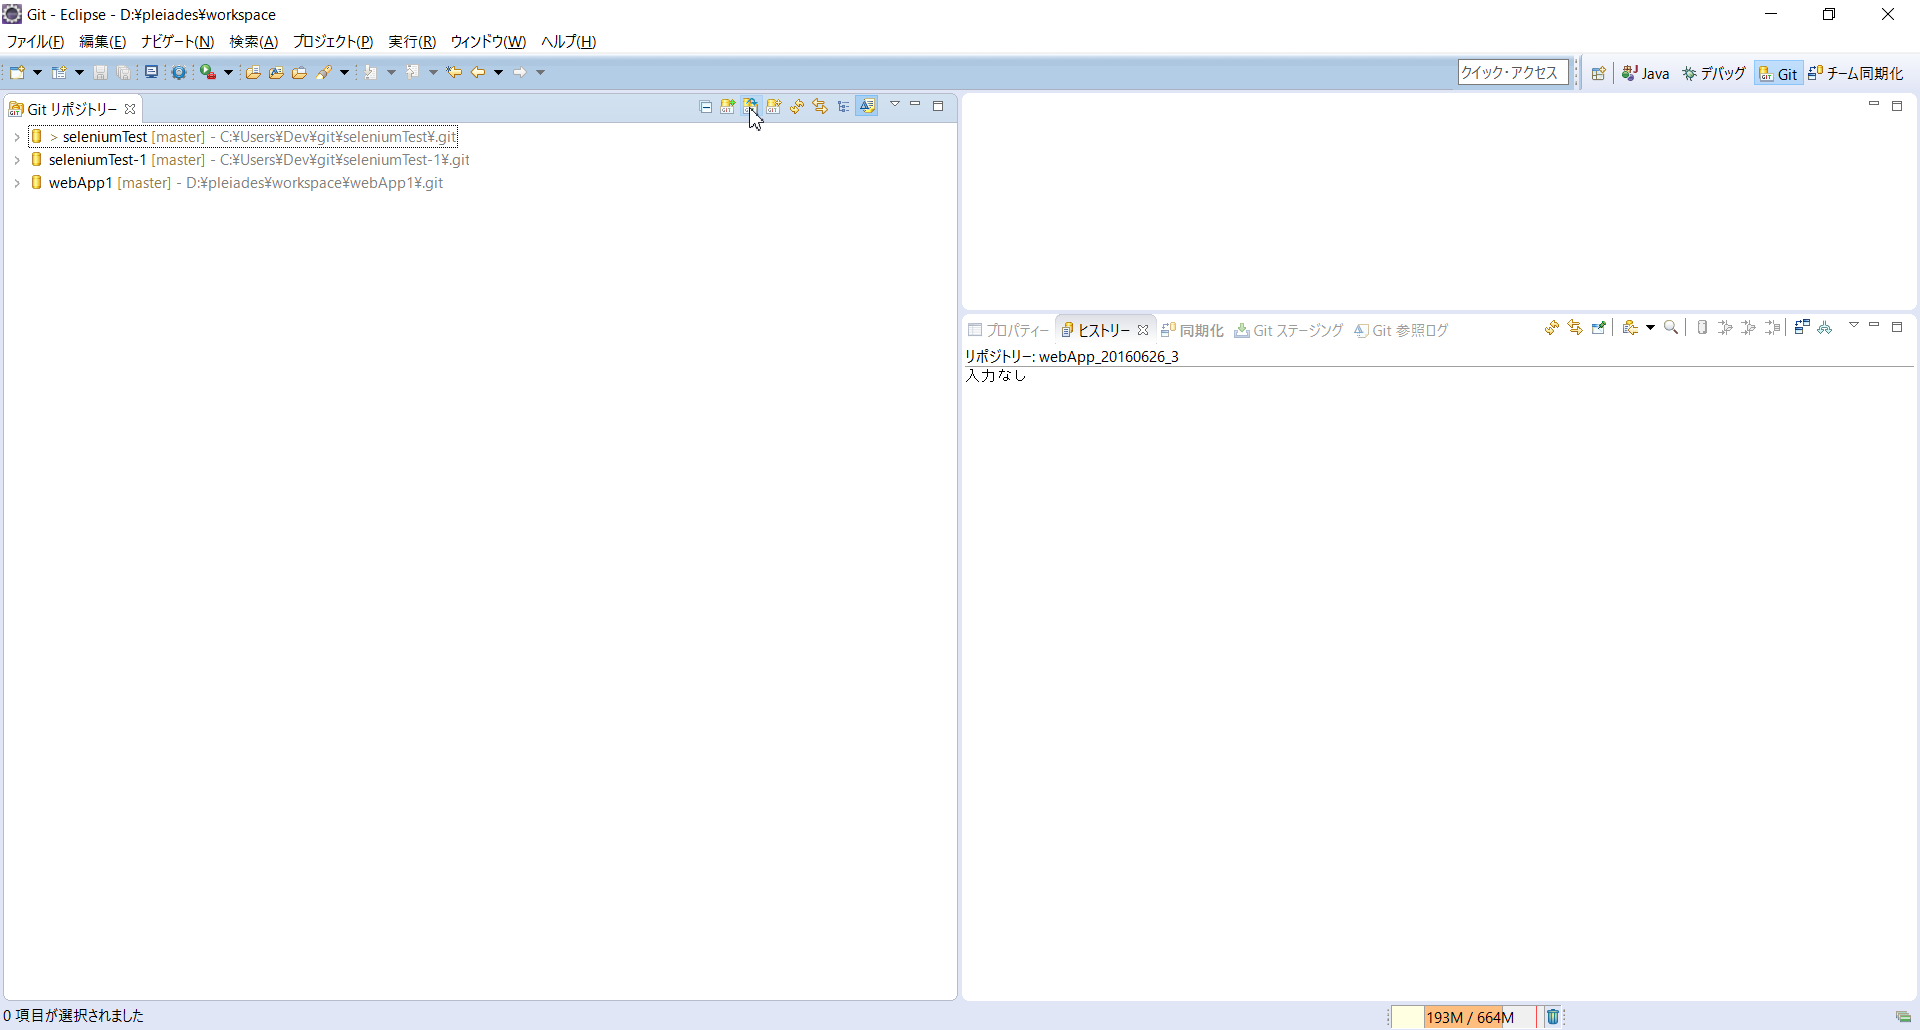 Git - Eclipse - D:¥pleiades¥workspace
ファイル(F) 編集(E) ナビゲート(N) 検索(A) プロジェクト(P) 実行(R) ウィンドウ(W) ヘルプ(H)
クイック・アクセス Java デバッグ Git チーム同期化
Git リポジトリー
> seleniumTest [master] - C:¥Users¥Dev¥git¥seleniumTest¥.git
seleniumTest-1 [master] - C:¥Users¥Dev¥git¥seleniumTest-1¥.git
webApp1 [master] - D:¥pleiades¥workspace¥webApp1¥.git
プロパティー ヒストリー 同期化 Git ステージング Git 参照ログ
リポジトリー: webApp_20160626_3
入力なし
0 項目が選択されました
193M / 664M